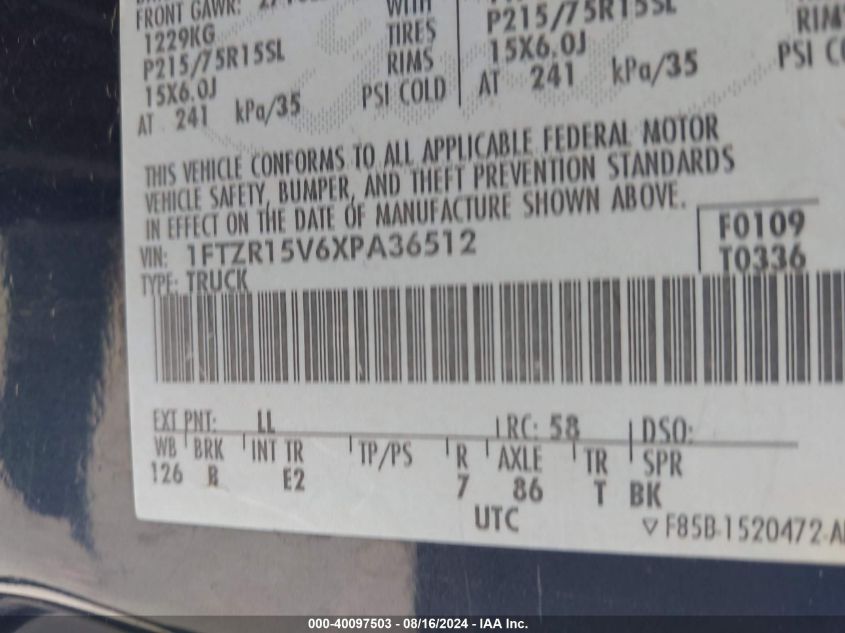 FRONT GAWR:
1229KG
P215/75R15SL
15X6.0J
AT 241 kPa/35
WITH
TIRES
RIMS
PSI COLD
P215/75R15SL
15X6.0J
AT 241 kPa/35
RIM
PSI CO
THIS VEHICLE CONFORMS TO ALL APPLICABLE FEDERAL MOTOR
VEHICLE SAFETY, BUMPER, AND THEFT PREVENTION STANDARDS
IN EFFECT ON THE DATE OF MANUFACTURE SHOWN ABOVE.
VIN: 1FTZR15V6XPA36512
F0109
T0336
TYPE: TRUCK
EXT PNT: LL RC: 58 DSO:
WB BRK INT TR TP/PS R AXLE TR SPR
126 B E2 7 86 T BK
UTC
F85B-1520472-A
000-40097503 - 08/16/2024 - IAA Inc.